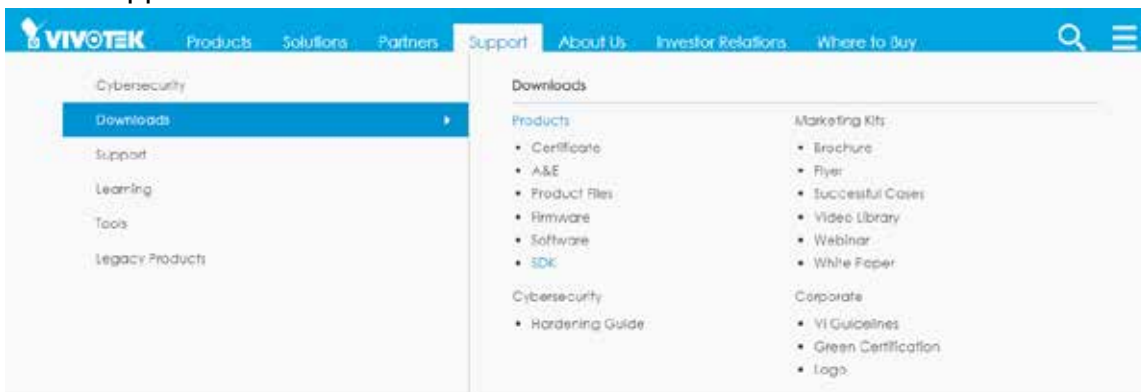 VIVOTEK Products Solutions Partners Support About Us Investor Relations Where to Buy
Cybersecurity
Downloads
Support
Learning
Tools
Legacy Products
Downloads
Products
• Certificate
• A&E
• Product Files
• Firmware
• Software
• SDK
Cybersecurity
• Hardening Guide
Marketing Kits
• Brochure
• Flyer
• Successful Cases
• Video Library
• Webinar
• White Paper
Corporate
• VI Guidelines
• Green Certification
• Logo